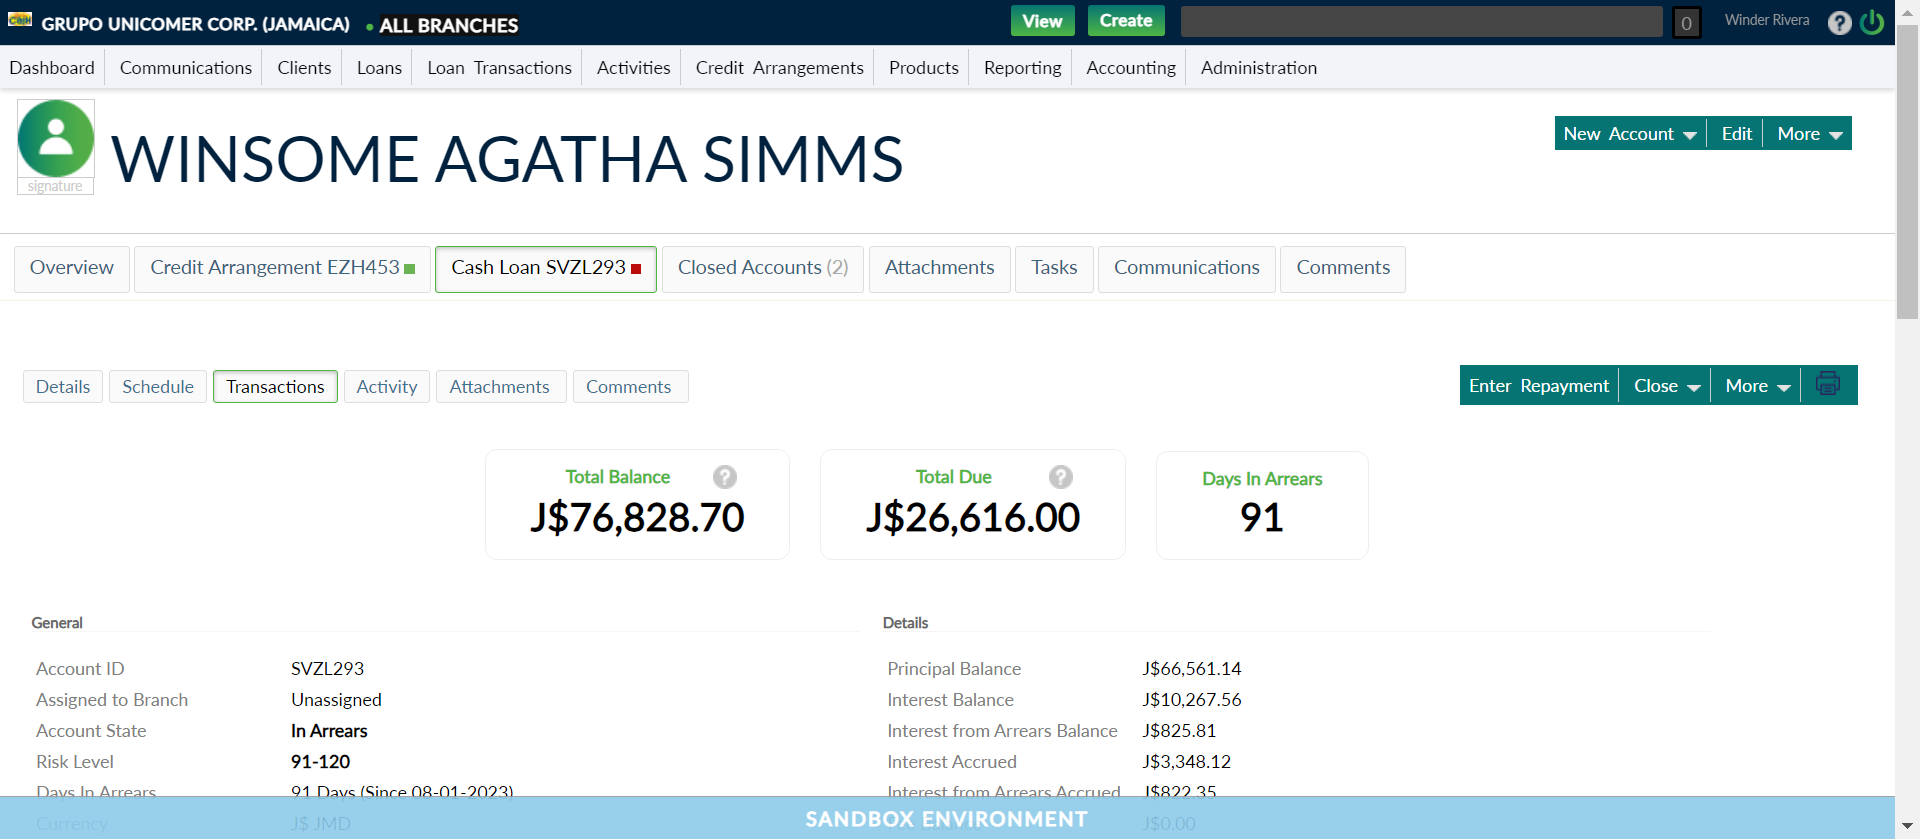 GRUPO UNICOMER CORP. (JAMAICA) • ALL BRANCHES View Create 0 Winder Rivera ?
Dashboard Communications Clients Loans Loan Transactions Activities Credit Arrangements Products Reporting Accounting Administration
signature
WINSOME AGATHA SIMMS
New Account Edit More
Overview Credit Arrangement EZH453 Cash Loan SVZL293 Closed Accounts (2) Attachments Tasks Communications Comments
Details Schedule Transactions Activity Attachments Comments
Enter Repayment Close More
Total Balance ?
J$76,828.70
Total Due ?
J$26,616.00
Days In Arrears
91
General
Account ID SVZL293
Assigned to Branch Unassigned
Account State In Arrears
Risk Level 91-120
Days In Arrears 91 Days (Since 08-01-2023)
Currency J$ JMD
Details
Principal Balance J$66,561.14
Interest Balance J$10,267.56
Interest from Arrears Balance J$825.81
Interest Accrued J$3,348.12
Interest from Arrears Accrued J$822.35
J$0.00
SANDBOX ENVIRONMENT